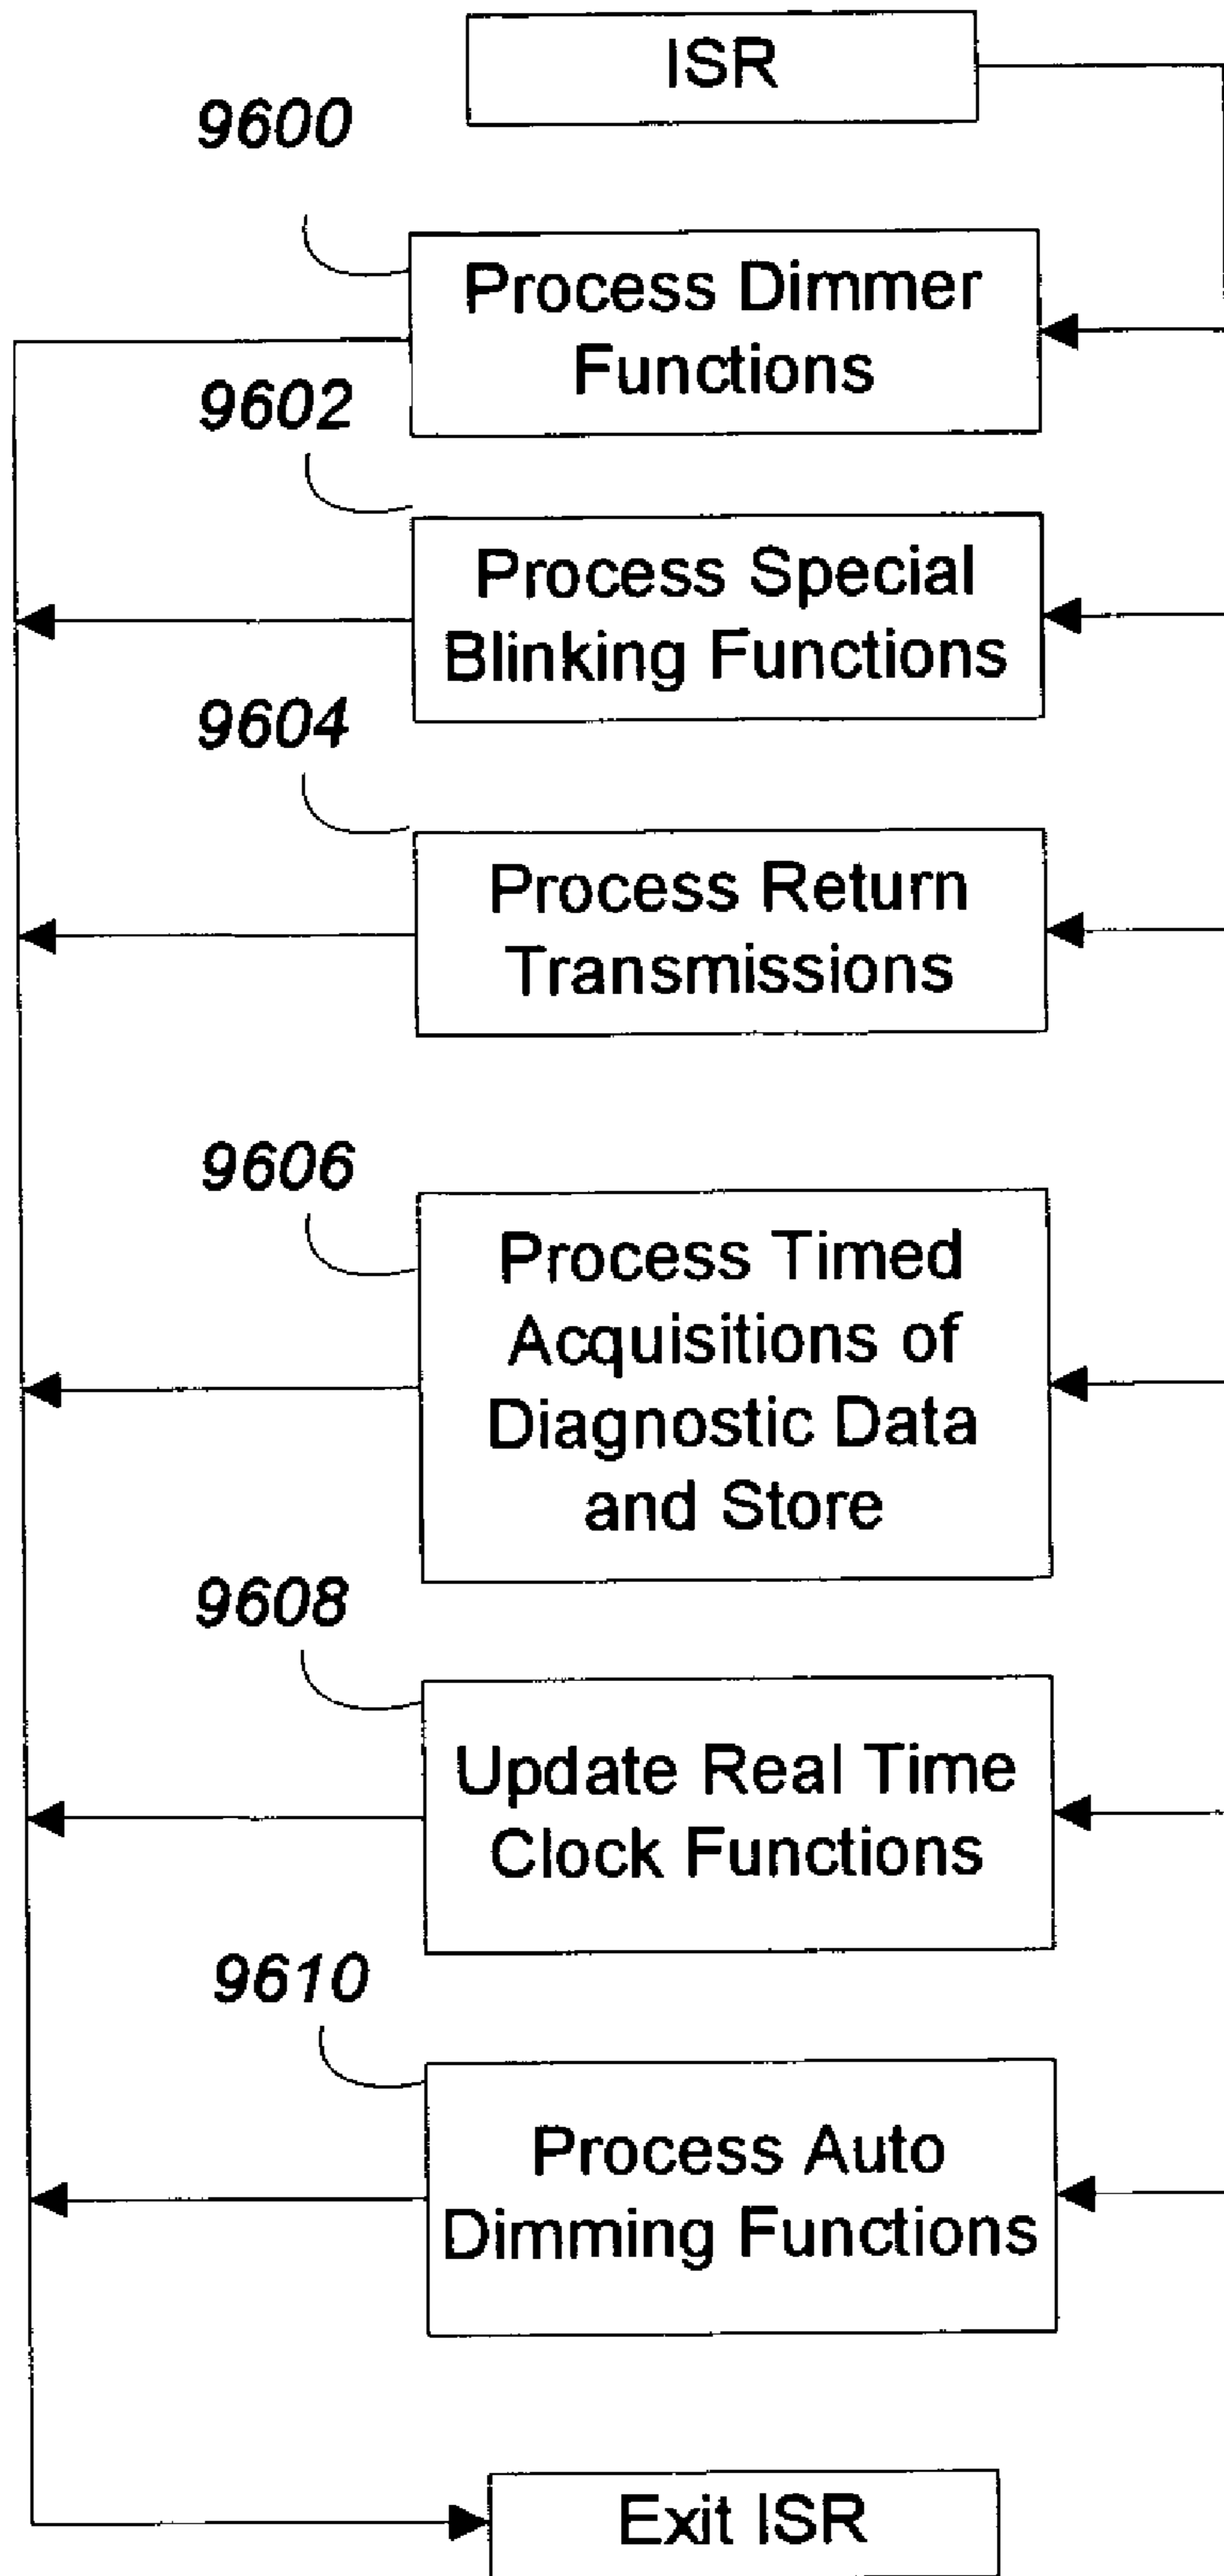 ISR
9600
Process Dimmer
Functions
9602
Process Special
Blinking Functions
9604
Process Return
Transmissions
9606
Process Timed
Acquisitions of
Diagnostic Data
and Store
9608
Update Real Time
Clock Functions
9610
Process Auto
Dimming Functions
Exit ISR